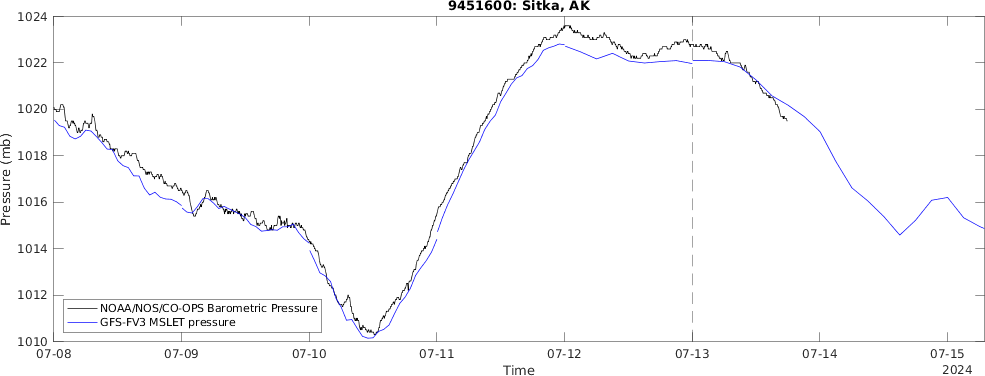 9451600: Sitka, AK
1024
1022
1020
1018
1016
1014
1012
1010
Pressure (mb)
NOAA/NOS/CO-OPS Barometric Pressure
GFS-FV3 MSLET pressure
07-08 07-09 07-10 07-11 07-12 07-13 07-14 07-15
Time
2024